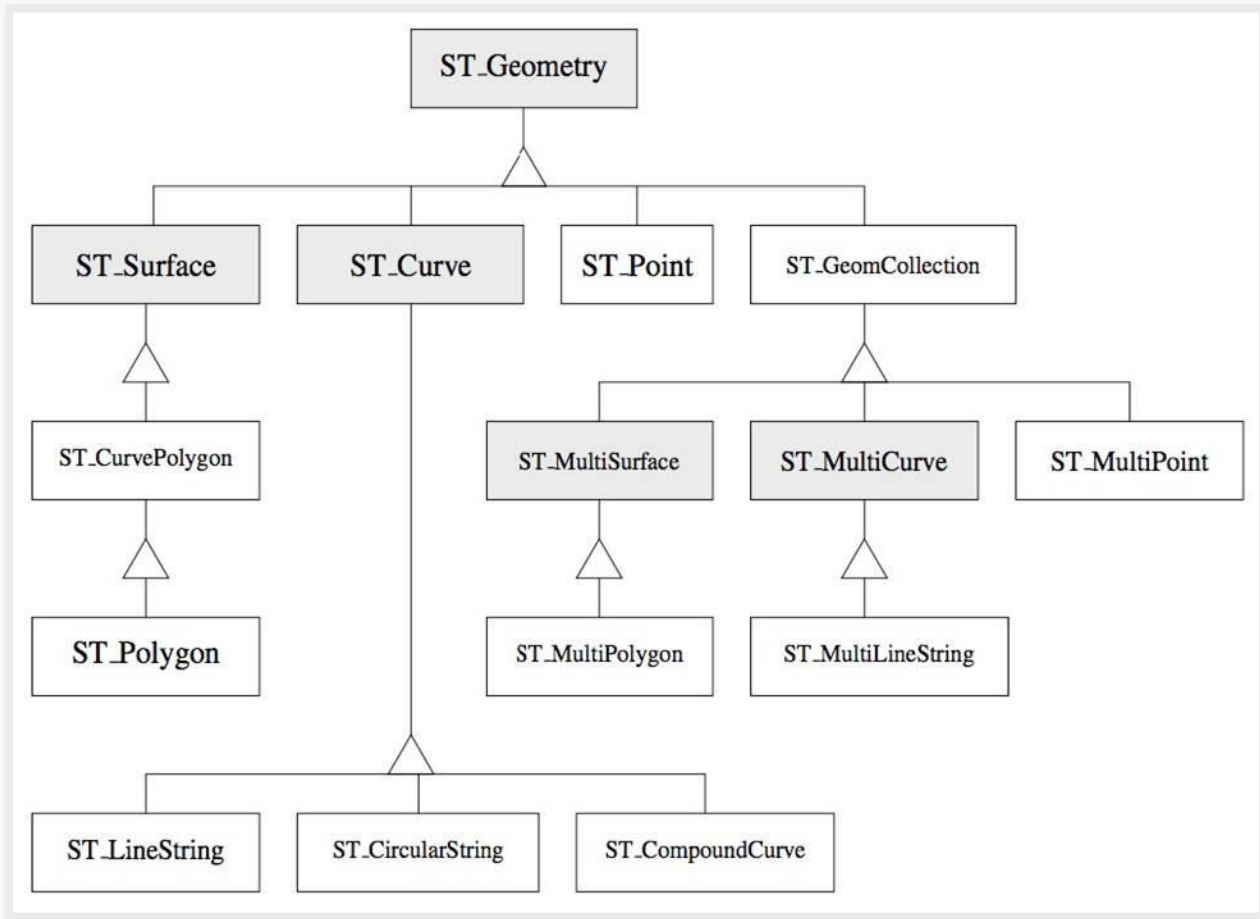 ST_Geometry
ST_Surface
ST_Curve
ST_Point
ST_GeomCollection
ST_CurvePolygon
ST_MultiSurface
ST_MultiCurve
ST_MultiPoint
ST_Polygon
ST_MultiPolygon
ST_MultiLineString
ST_LineString
ST_CircularString
ST_CompoundCurve